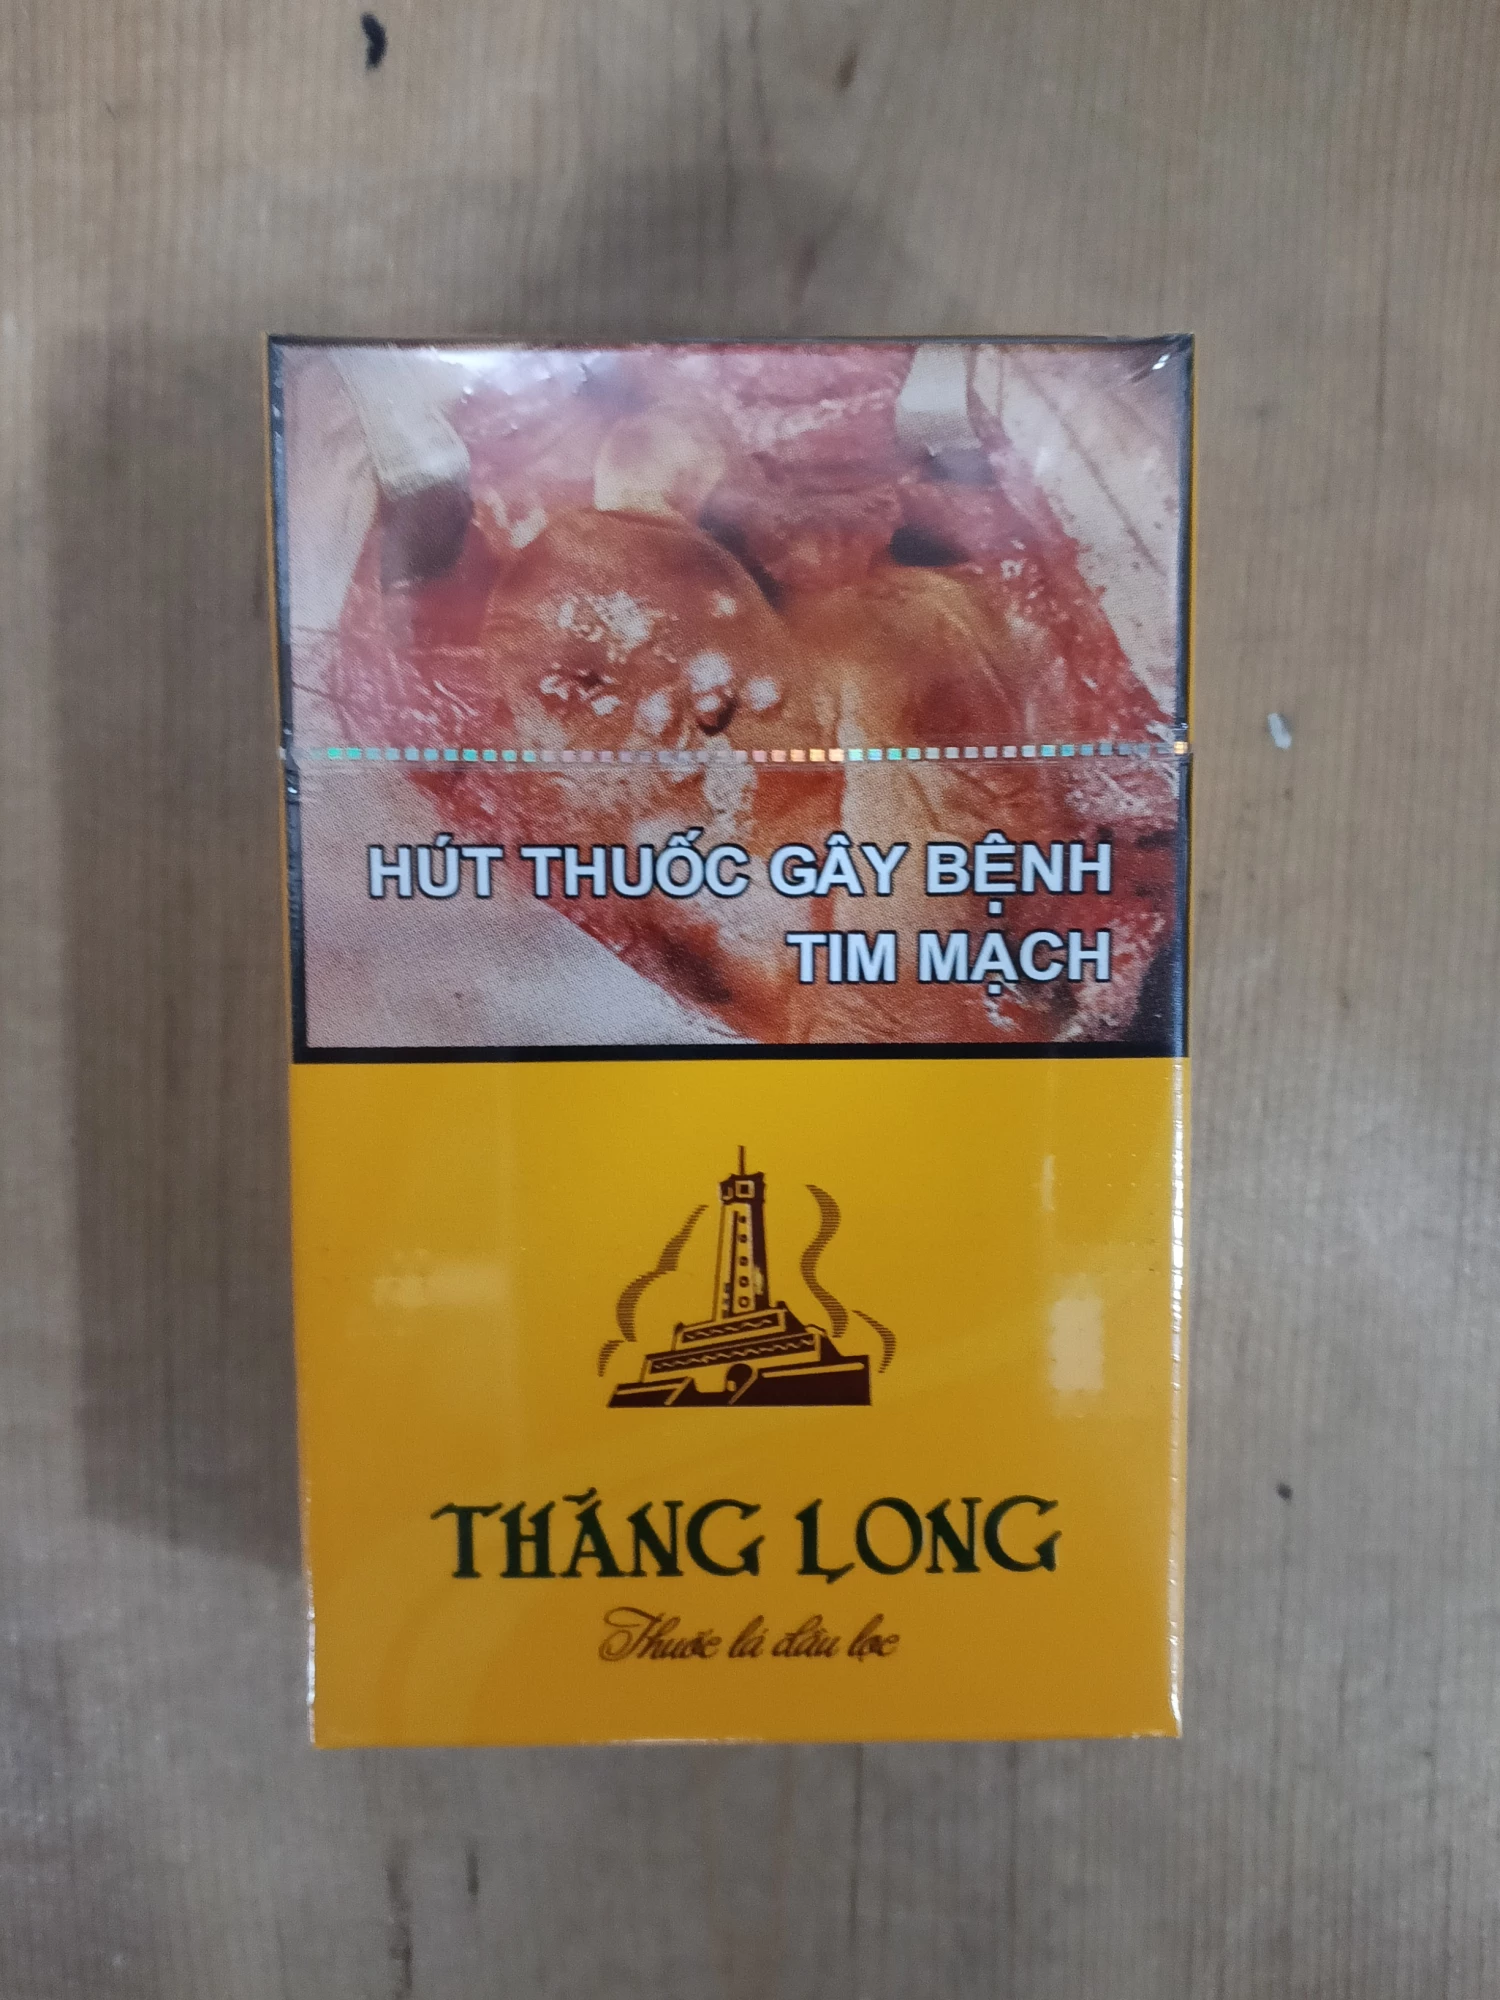 HÚT THUỐC GÂY BỆNH
TIM MẠCH
THĂNG LONG
Thuốc lá đầu lọc